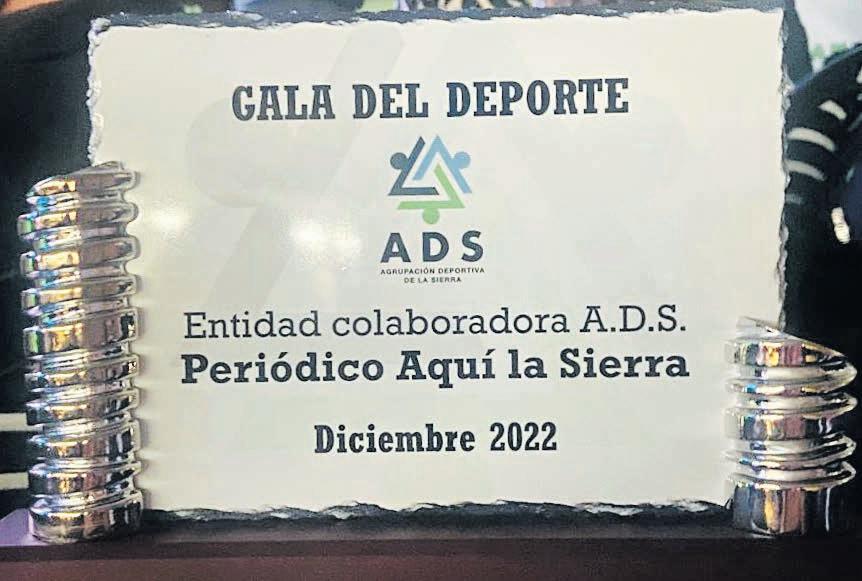 GALA DEL DEPORTE
ADS
AGRUPACIÓN DEPORTIVA
DE LA SIERRA
Entidad colaboradora A.D.S.
Periódico Aquí la Sierra
Diciembre 2022